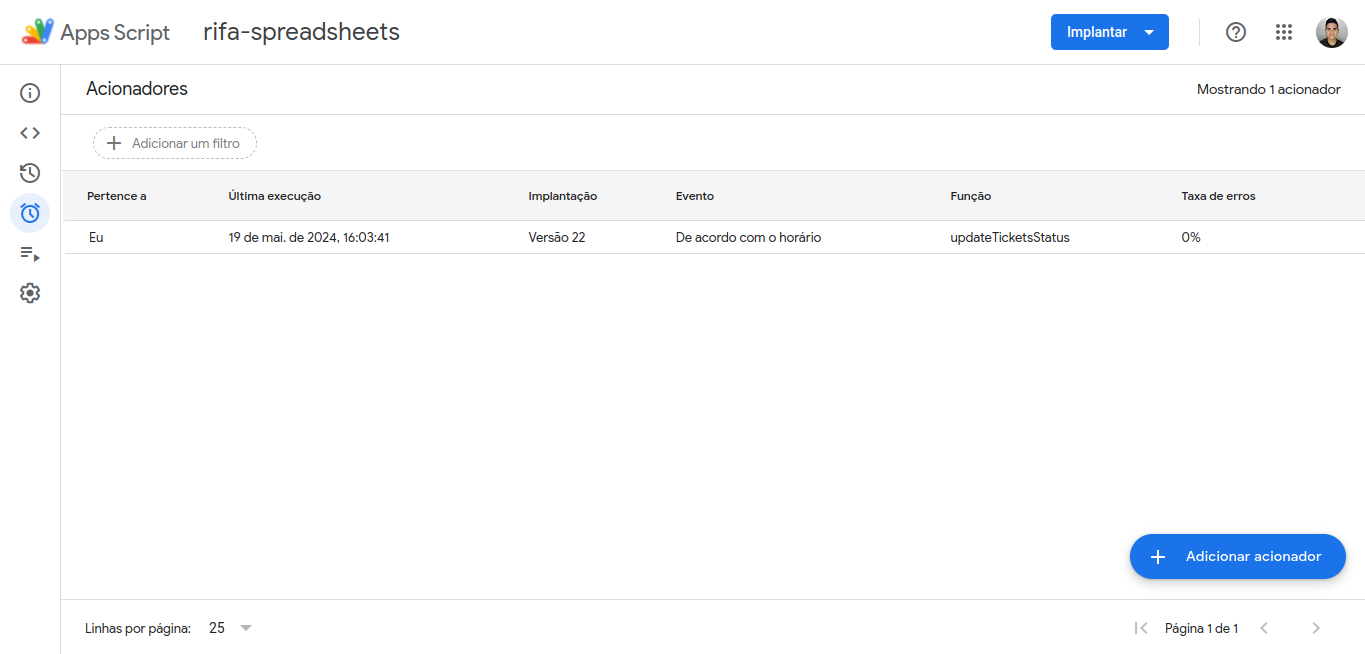 Apps Script rifa-spreadsheets Implantar
Acionadores Mostrando 1 acionador
Adicionar um filtro
Pertence a Última execução Implantação Evento Função Taxa de erros
Eu 19 de mai. de 2024, 16:03:41 Versão 22 De acordo com o horário updateTicketsStatus 0%
Adicionar acionador
Linhas por página: 25 Página 1 de 1